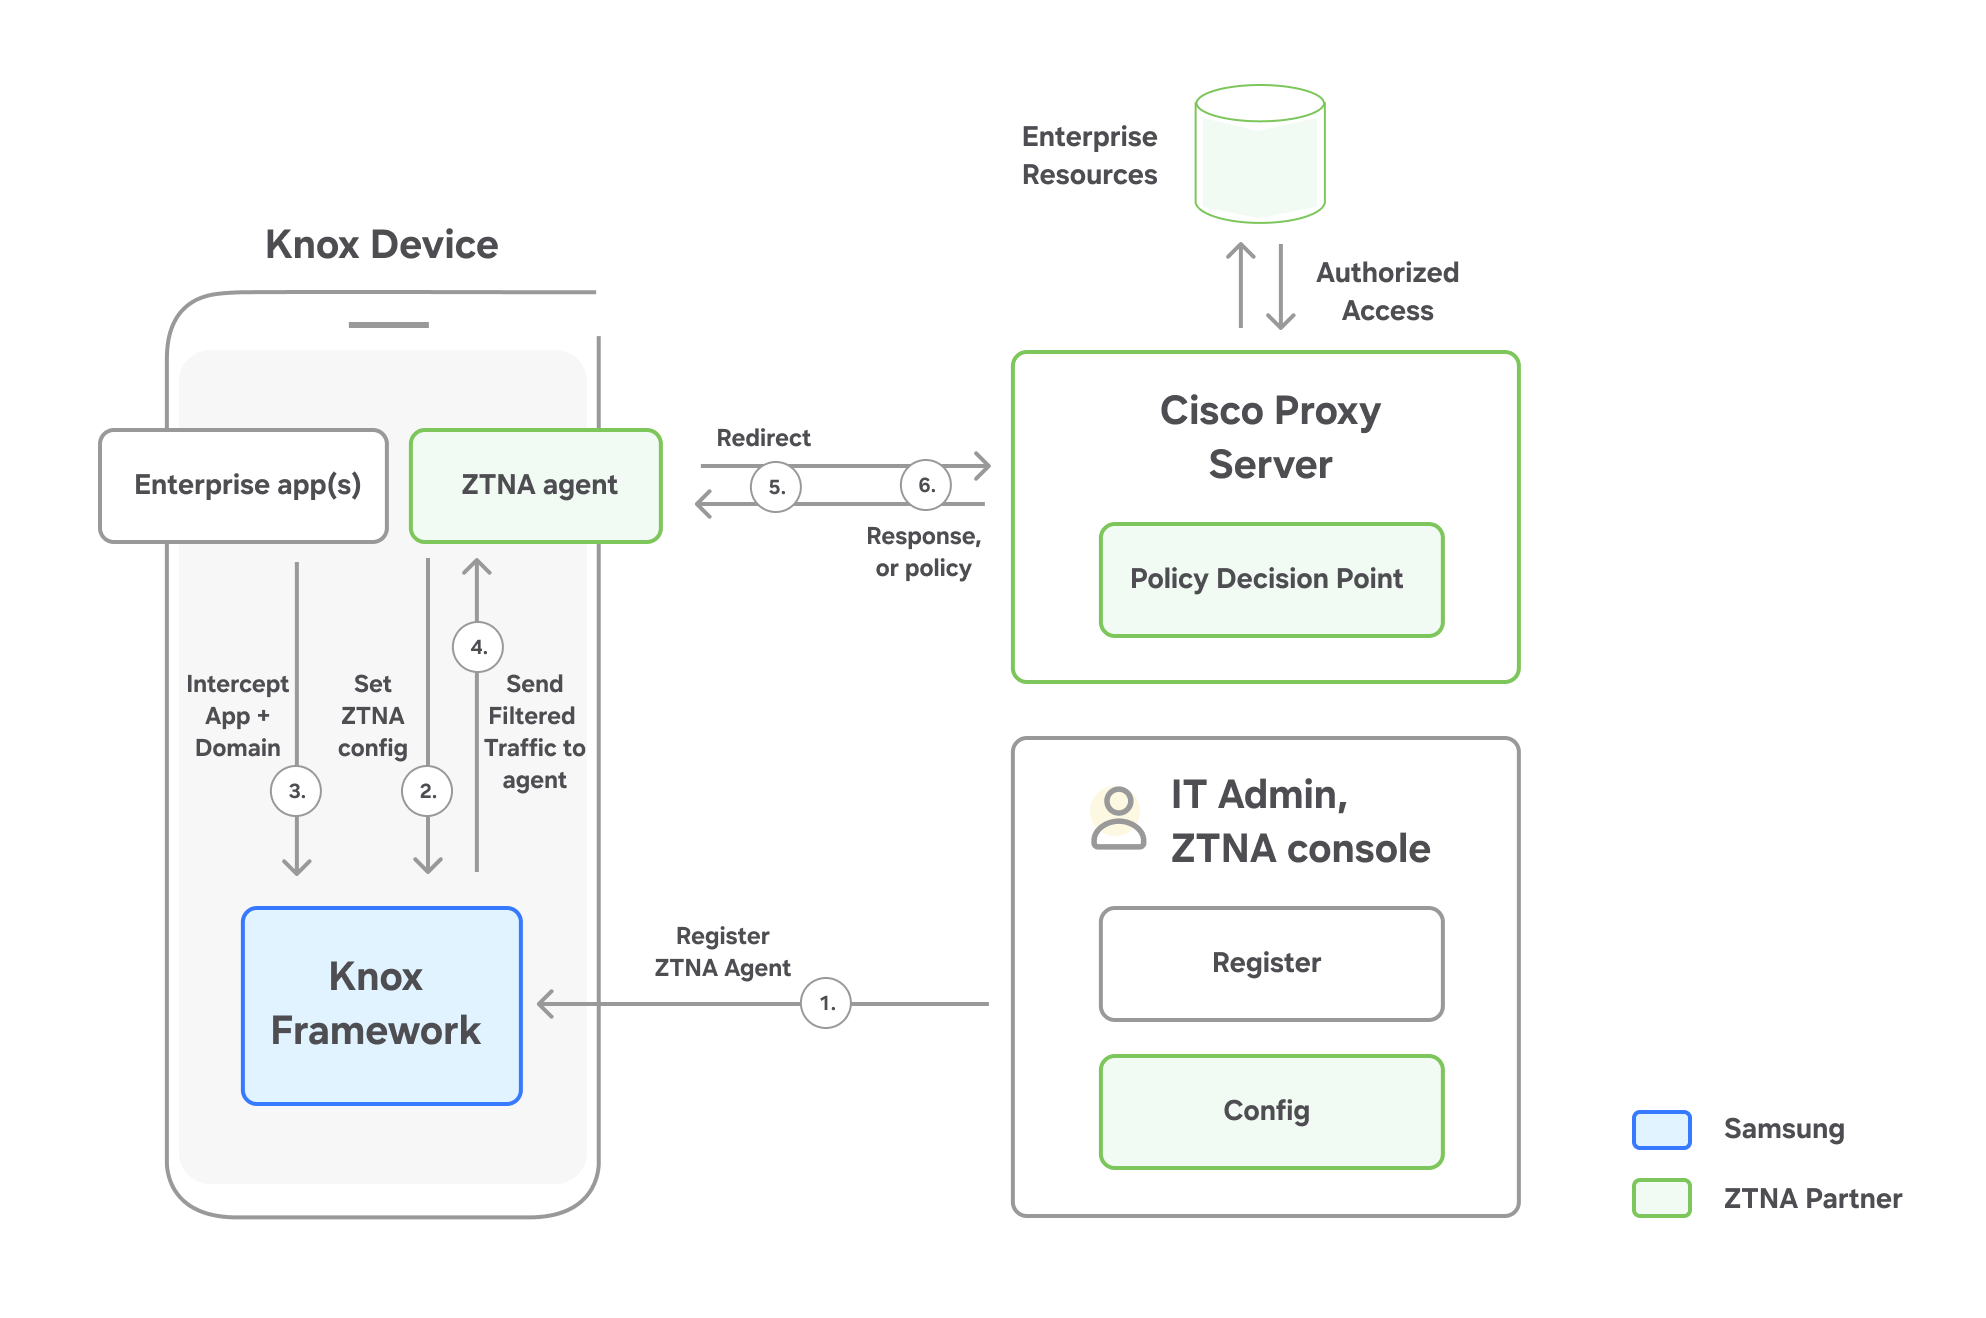 Enterprise
Resources
Knox Device
Authorized
Access
Enterprise app(s)
ZTNA agent
Redirect
5.
6.
Response,
or policy
Cisco Proxy
Server
Policy Decision Point
Intercept
App +
Domain
3.
Set
ZTNA
config
2.
4.
Send
Filtered
Traffic to
agent
Knox
Framework
Register
ZTNA Agent
1.
IT Admin,
ZTNA console
Register
Config
Samsung
ZTNA Partner